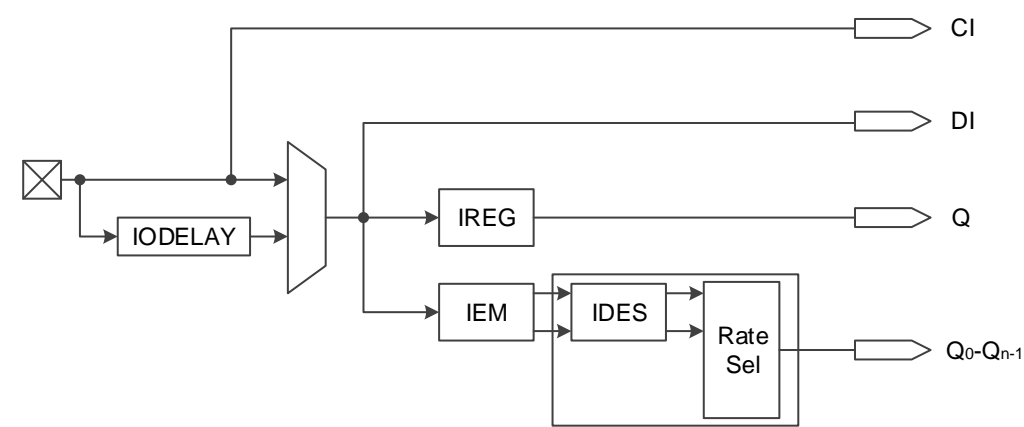 CI
DI
IREG
Q
IODELAY
IEM
IDES
Rate
Sel
Q0-Qn-1